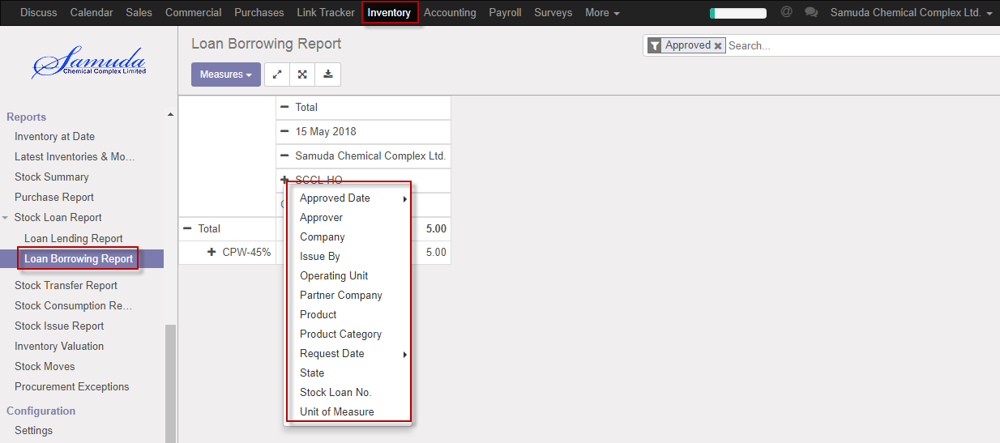 Discuss Calendar Sales Commercial Purchases Link Tracker Inventory Accounting Payroll Surveys More @ Samuda Chemical Complex Ltd.
Samuda
Chemical Complex Limited
Loan Borrowing Report
Approved Search...
Measures
Reports
Inventory at Date
Latest Inventories & Mo...
Stock Summary
Purchase Report
Stock Loan Report
Loan Lending Report
Loan Borrowing Report
Stock Transfer Report
Stock Consumption Re...
Stock Issue Report
Inventory Valuation
Stock Moves
Procurement Exceptions
Configuration
Settings
Total
15 May 2018
Samuda Chemical Complex Ltd.
SCCL-HO
Total 5.00
CPW-45% 5.00
Approved Date
Approver
Company
Issue By
Operating Unit
Partner Company
Product
Product Category
Request Date
State
Stock Loan No.
Unit of Measure